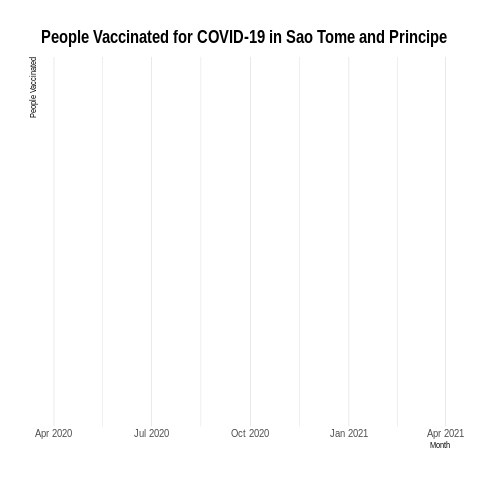 People Vaccinated for COVID-19 in Sao Tome and Principe
People Vaccinated
Apr 2020
Jul 2020
Oct 2020
Jan 2021
Apr 2021
Month